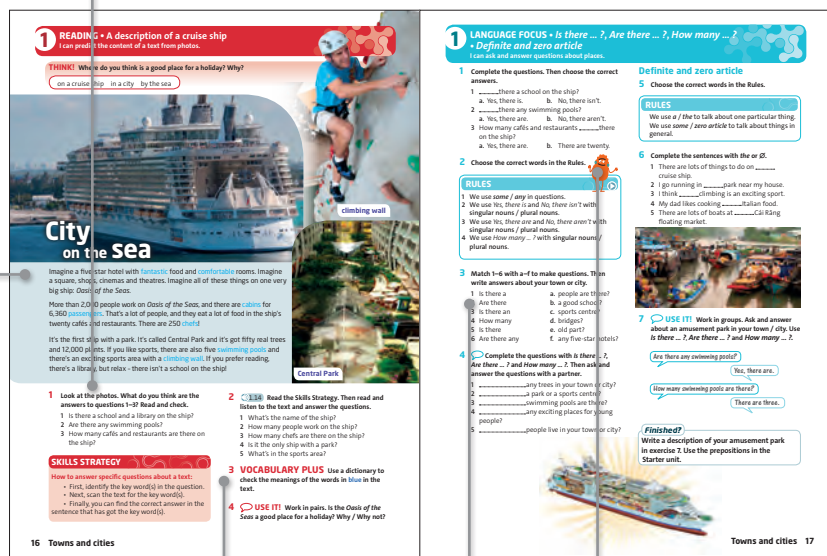 1
READING • A description of a cruise ship
I can predict the content of a text from photos.
THINK! Where do you think is a good place for a holiday? Why?
on a cruise ship in a city by the sea
climbing wall
City
on the sea
Imagine a five-star hotel with fantastic food and comfortable rooms. Imagine
a square, shops, cinemas and theatres. Imagine all of these things on one very
big ship: Oasis of the Seas.
More than 2,000 people work on Oasis of the Seas, and there are cabins for
6,360 passengers. That's a lot of people, and they eat a lot of food in the ship's
twenty cafés and restaurants. There are 250 chefs!
It's the first ship with a park. It's called Central Park and it's got fifty real trees
and 12,000 plants. If you like sports, there are also five swimming pools and
there's an exciting sports area with a climbing wall. If you prefer reading,
there's a library, but relax - there isn't a school on the ship!
Central Park
1 Look at the photos. What do you think are the
answers to questions 1–3? Read and check.
1 Is there a school and a library on the ship?
2 Are there any swimming pools?
3 How many cafés and restaurants are there on
the ship?
SKILLS STRATEGY
How to answer specific questions about a text:
• First, identify the key word(s) in the question.
• Next, scan the text for the key word(s).
• Finally, you can find the correct answer in the
sentence that has got the key word(s).
2 1.14 Read the Skills Strategy. Then read and
listen to the text and answer the questions.
1 What's the name of the ship?
2 How many people work on the ship?
3 How many chefs are there on the ship?
4 Is it the only ship with a park?
5 What's in the sports area?
3 VOCABULARY PLUS Use a dictionary to
check the meanings of the words in blue in the
text.
4 USE IT! Work in pairs. Is the Oasis of the
Seas a good place for a holiday? Why / Why not?
16 Towns and cities
1
LANGUAGE FOCUS • Is there ... ?, Are there ... ?, How many ... ?
• Definite and zero article
I can ask and answer questions about places.
1 Complete the questions. Then choose the correct
answers.
1 _____there a school on the ship?
a. Yes, there is. b. No, there isn't.
2 _____there any swimming pools?
a. Yes, there are. b. No, there aren't.
3 How many cafés and restaurants _____there
on the ship?
a. Yes, there are. b. There are twenty.
2 Choose the correct words in the Rules.
RULES
1 We use some / any in questions.
2 We use Yes, there is and No, there isn't with
singular nouns / plural nouns.
3 We use Yes, there are and No, there aren't with
singular nouns / plural nouns.
4 We use How many ... ? with singular nouns /
plural nouns.
3 Match 1–6 with a–f to make questions. Then
write answers about your town or city.
1 Is there a a. people are there?
2 Are there b. a good school?
3 Is there an c. sports centre?
4 How many d. bridges?
5 Is there e. old part?
6 Are there any f. any five-star hotels?
4 Complete the questions with Is there ... ?,
Are there ... ? and How many ... ?. Then ask and
answer the questions with a partner.
1 __________any trees in your town or city?
2 __________a park or a sports centre?
3 __________swimming pools are there?
4 __________any exciting places for young
people?
5 __________people live in your town or city?
Definite and zero article
5 Choose the correct words in the Rules.
RULES
We use a / the to talk about one particular thing.
We use some / zero article to talk about things in
general.
6 Complete the sentences with the or Ø.
1 There are lots of things to do on _____
cruise ship.
2 I go running in _____park near my house.
3 I think _____climbing is an exciting sport.
4 My dad likes cooking _____Italian food.
5 There are lots of boats at _____Cái Răng
floating market.
7 USE IT! Work in groups. Ask and answer
about an amusement park in your town / city. Use
Is there ... ?, Are there ... ? and How many ... ?.
Are there any swimming pools?
Yes, there are.
How many swimming pools are there?
There are three.
Finished?
Write a description of your amusement park
in exercise 7. Use the prepositions in the
Starter unit.
Towns and cities 17